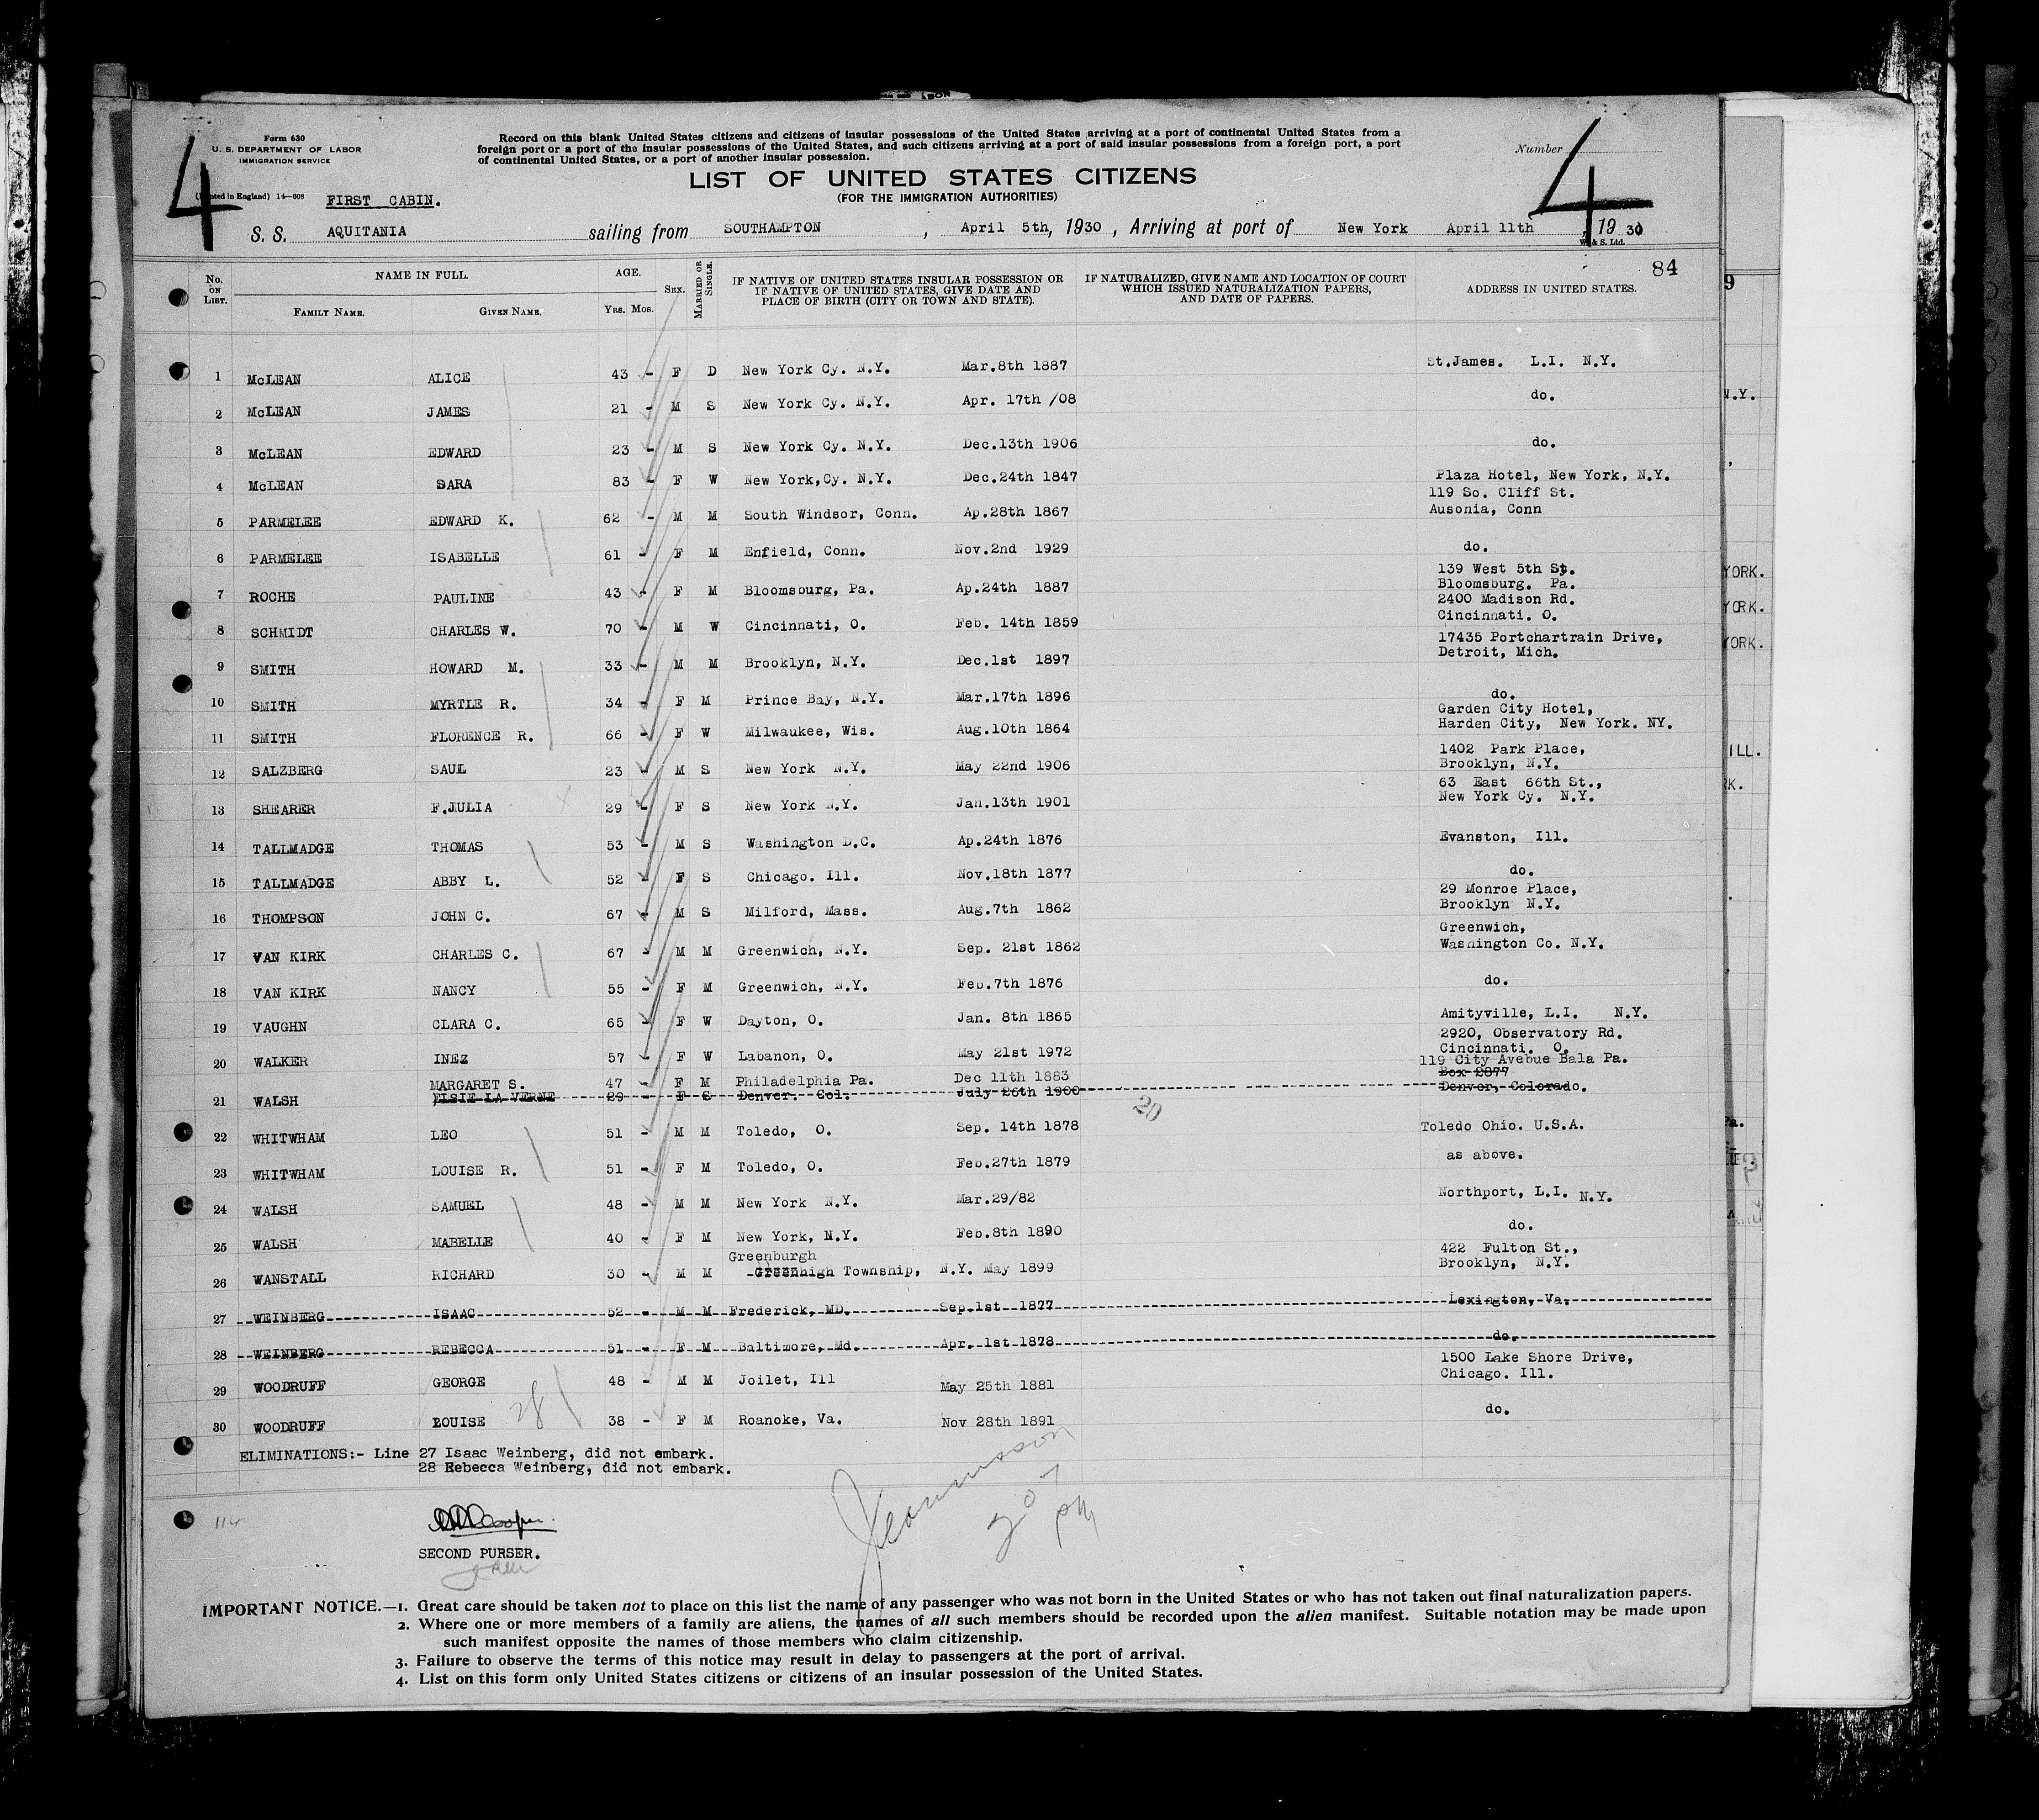 4
Form 630
U. S. DEPARTMENT OF LABOR
IMMIGRATION SERVICE
Record on this blank United States citizens and citizens of insular possessions of the United States arriving at a port of continental United States from a
foreign port or a port of the insular possessions of the United States, and such citizens arriving at a port of said insular possessions from a foreign port, a port
of continental United States, or a port of another insular possession.
Number
4
LIST OF UNITED STATES CITIZENS
(FOR THE IMMIGRATION AUTHORITIES)
in England) 14—608 FIRST CABIN.
S. S. AQUITANIA sailing from SOUTHAMPTON , April 5th, 1930 , Arriving at port of New York April 11th , 19 30
W. & S. Ltd.
84
No. ON LIST. NAME IN FULL. FAMILY NAME. GIVEN NAME. AGE. YRS. MOS. SEX. MARRIED OR SINGLE. IF NATIVE OF UNITED STATES INSULAR POSSESSION OR IF NATIVE OF UNITED STATES, GIVE DATE AND PLACE OF BIRTH (CITY OR TOWN AND STATE). IF NATURALIZED, GIVE NAME AND LOCATION OF COURT WHICH ISSUED NATURALIZATION PAPERS, AND DATE OF PAPERS. ADDRESS IN UNITED STATES.
1 McLEAN ALICE 43 - F D New York Cy. N.Y. Mar.8th 1887 St.James. L.I. N.Y.
2 McLEAN JAMES 21 - M S New York Cy. N.Y. Apr. 17th /08 do.
3 McLEAN EDWARD 23 - M S New York Cy. N.Y. Dec.13th 1906 do.
4 McLEAN SARA 83 - F W New York,Cy. N.Y. Dec.24th 1847 Plaza Hotel, New York, N.Y.
119 So. Cliff St.
5 PARMELEE EDWARD K. 62 - M M South Windsor, Conn. Ap.28th 1867 Ausonia, Conn
6 PARMELEE ISABELLE 61 - F M Enfield, Conn. Nov.2nd 1929 do.
139 West 5th St.
7 ROCHE PAULINE 43 - F M Bloomsburg, Pa. Ap.24th 1887 Bloomsburg. Pa.
2400 Madison Rd.
8 SCHMIDT CHARLES W. 70 - M W Cincinnati, O. Feb. 14th 1859 Cincinnati. O.
17435 Portchartrain Drive,
9 SMITH HOWARD M. 33 - M M Brooklyn, N.Y. Dec.1st 1897 Detroit, Mich.
10 SMITH MYRTLE R. 34 - F M Prince Bay, N.Y. Mar.17th 1896 do.
Garden City Hotel,
11 SMITH FLORENCE R. 66 - F W Milwaukee, Wis. Aug.10th 1864 Harden City, New York. NY.
1402 Park Place,
12 SALZBERG SAUL 23 - M S New York N.Y. May 22nd 1906 Brooklyn, N.Y.
63 East 66th St.,
13 SHEARER F.JULIA 29 - F S New York N.Y. Jan.13th 1901 New York Cy. N.Y.
14 TALLMADGE THOMAS 53 - M S Washington D.C. Ap.24th 1876 Evanston, Ill.
15 TALLMADGE ABBY L. 52 - F S Chicago. Ill. Nov.18th 1877 do.
29 Monroe Place,
16 THOMPSON JOHN C. 67 - M S Milford, Mass. Aug.7th 1862 Brooklyn N.Y.
Greenwich,
17 VAN KIRK CHARLES C. 67 - M M Greenwich, N.Y. Sep. 21st 1862 Washington Co. N.Y.
18 VAN KIRK NANCY 55 - F M Greenwich, N.Y. Feb.7th 1876 do.
19 VAUGHN CLARA C. 65 - F W Dayton, O. Jan. 8th 1865 Amityville, L.I. N.Y.
2920, Observatory Rd.
20 WALKER INEZ 57 - F W Labanon, O. May 21st 1972 Cincinnati. O.
119 City Avebue Bala Pa.
MARGARET S. 47 - F M Philadelphia Pa. Dec 11th 1883 Box 2877
21 WALSH ELSIE LA VERNE 29 - F S Denver. Col. July 26th 1900 Denver, Colorado.
20
22 WHITWHAM LEO 51 - M M Toledo, O. Sep. 14th 1878 Toledo Ohio. U.S.A.
23 WHITWHAM LOUISE R. 51 - F M Toledo, O. Feb.27th 1879 as above.
24 WALSH SAMUEL 48 - M M New York N.Y. Mar.29/82 Northport, L.I. N.Y.
25 WALSH MABELLE 40 - F M New York, N.Y. Feb.8th 1890 do.
Greenburgh 422 Fulton St.,
26 WANSTALL RICHARD 30 - M M Greenhigh Township, N.Y. May 1899 Brooklyn, N.Y.
27 WEINBERG ISAAC 52 - M M Frederick, MD. Sep.1st 1877 Lexington, Va.
28 WEINBERG REBECCA 51 - F M Baltimore, Md. Apr. 1st 1878 do.
1500 Lake Shore Drive,
29 WOODRUFF GEORGE 48 - M M Joilet, Ill May 25th 1881 Chicago. Ill.
30 WOODRUFF LOUISE 28 38 - F M Roanoke, Va. Nov 28th 1891 do.
ELIMINATIONS:- Line 27 Isaac Weinberg, did not embark.
28 Rebecca Weinberg, did not embark.
114
Cooper.
SECOND PURSER.
PM
IMPORTANT NOTICE.—1. Great care should be taken not to place on this list the name of any passenger who was not born in the United States or who has not taken out final naturalization papers.
2. Where one or more members of a family are aliens, the names of all such members should be recorded upon the alien manifest. Suitable notation may be made upon
such manifest opposite the names of those members who claim citizenship.
3. Failure to observe the terms of this notice may result in delay to passengers at the port of arrival.
4. List on this form only United States citizens or citizens of an insular possession of the United States.
9
N.Y.
YORK.
YORK.
YORK.
ILL.
RK.